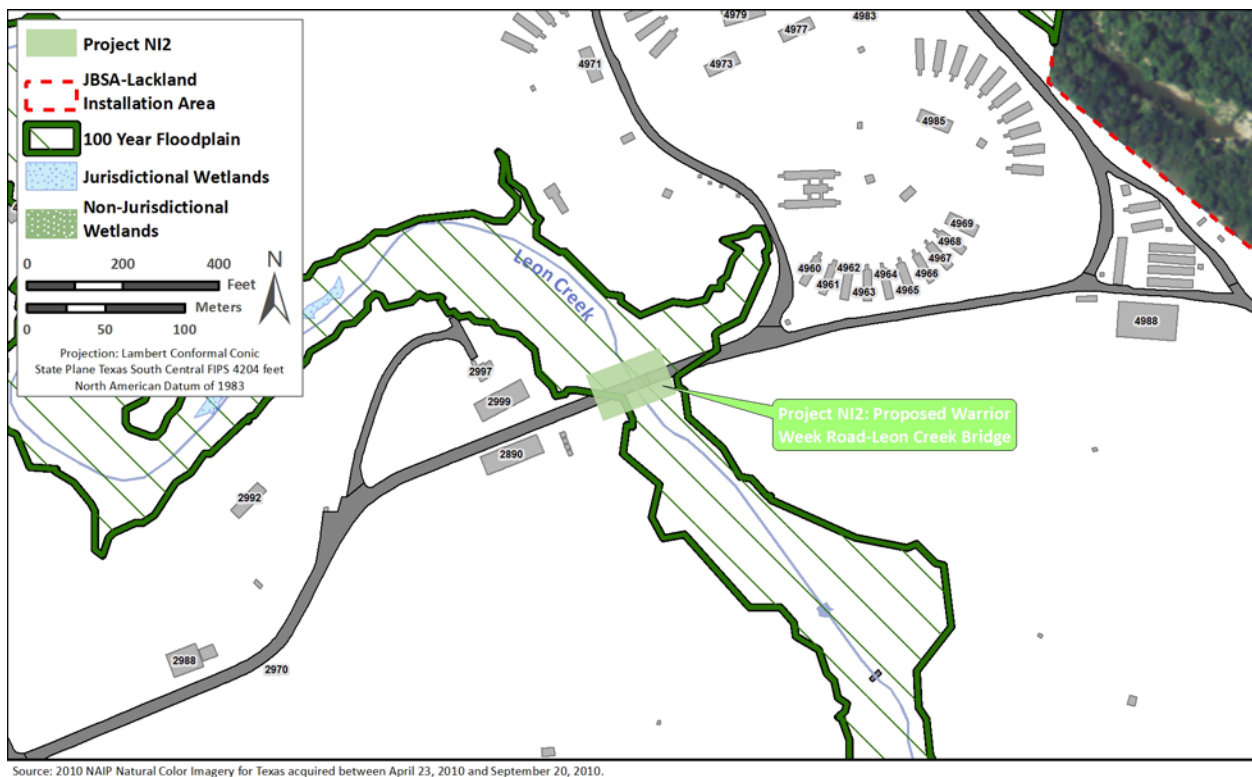 Project NI2
JBSA-Lackland
Installation Area
100 Year Floodplain
Jurisdictional Wetlands
Non-Jurisdictional
Wetlands
0 200 400
Feet
Meters
0 50 100
N
Projection: Lambert Conformal Conic
State Plane Texas South Central FIPS 4204 feet
North American Datum of 1983
4979
4977
4983
4971
4973
4985
4969
4968
4967
4966
4960
4962
4964
4961
4963
4965
4988
Leon Creek
2997
2999
2890
2992
2988
2970
Project NI2: Proposed Warrior
Week Road-Leon Creek Bridge
Source: 2010 NAIP Natural Color Imagery for Texas acquired between April 23, 2010 and September 20, 2010.